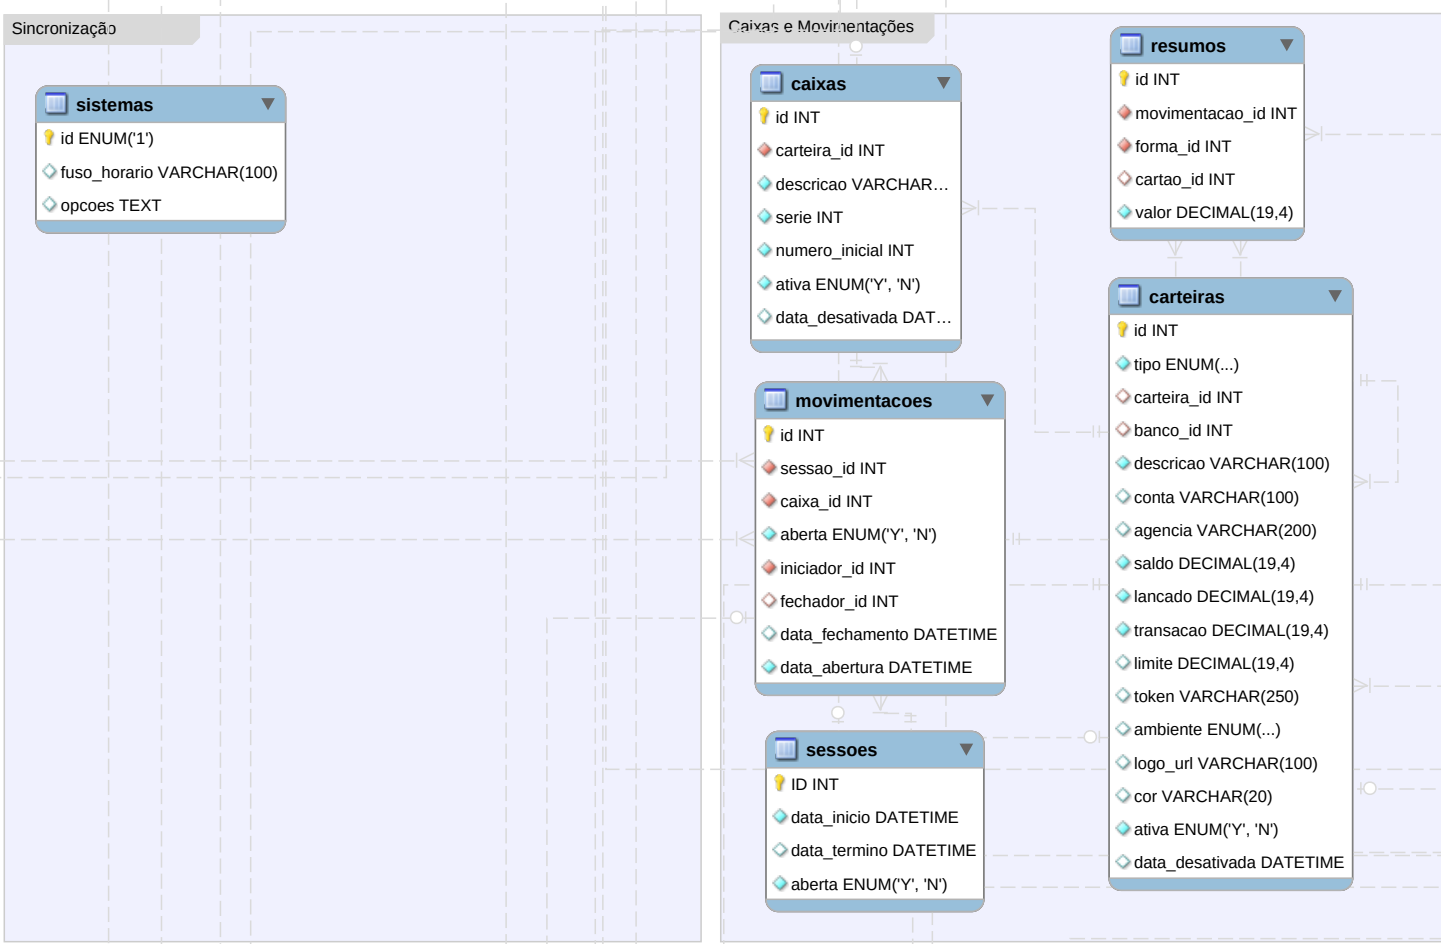 Sincronização
sistemas
id ENUM('1')
fuso_horario VARCHAR(100)
opcoes TEXT
Caixas e Movimentações
caixas
id INT
carteira_id INT
descricao VARCHAR…
serie INT
numero_inicial INT
ativa ENUM('Y', 'N')
data_desativada DAT…
movimentacoes
id INT
sessao_id INT
caixa_id INT
aberta ENUM('Y', 'N')
iniciador_id INT
fechador_id INT
data_fechamento DATETIME
data_abertura DATETIME
sessoes
ID INT
data_inicio DATETIME
data_termino DATETIME
aberta ENUM('Y', 'N')
resumos
id INT
movimentacao_id INT
forma_id INT
cartao_id INT
valor DECIMAL(19,4)
carteiras
id INT
tipo ENUM(...)
carteira_id INT
banco_id INT
descricao VARCHAR(100)
conta VARCHAR(100)
agencia VARCHAR(200)
saldo DECIMAL(19,4)
lancado DECIMAL(19,4)
transacao DECIMAL(19,4)
limite DECIMAL(19,4)
token VARCHAR(250)
ambiente ENUM(...)
logo_url VARCHAR(100)
cor VARCHAR(20)
ativa ENUM('Y', 'N')
data_desativada DATETIME